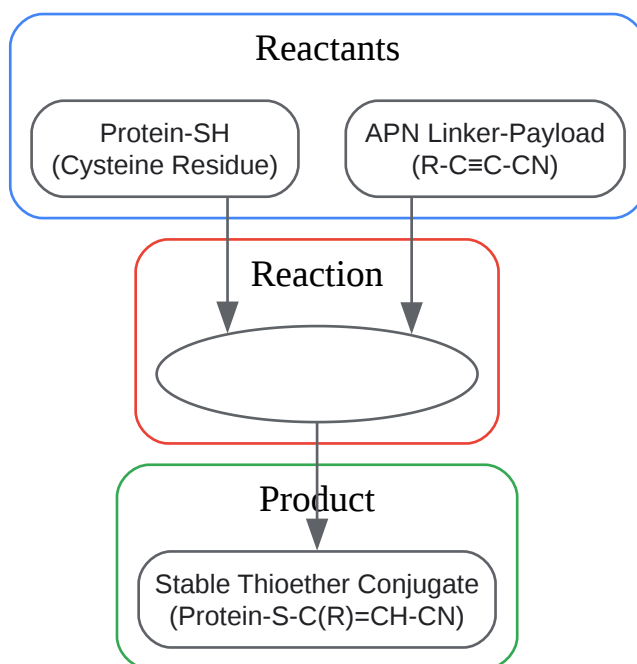 Reactants
Protein-SH
(Cysteine Residue)
APN Linker-Payload
(R-C≡C-CN)
Reaction
Product
Stable Thioether Conjugate
(Protein-S-C(R)=CH-CN)